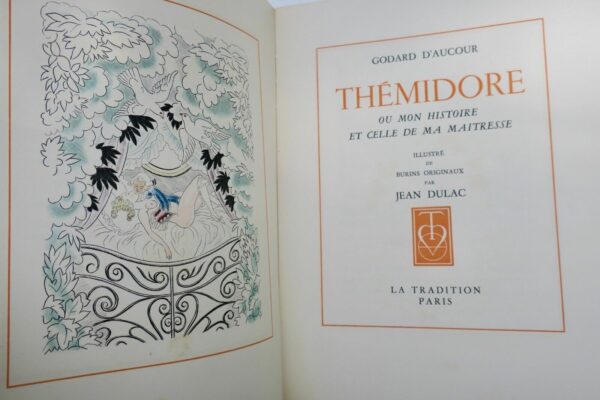 GODARD D'AUCOUR
THÉMIDORE
OU MON HISTOIRE
ET CELLE DE MA MAITRESSE
ILLUSTRÉ
DE
BURINS ORIGINAUX
PAR
JEAN DULAC
LA TRADITION
PARIS